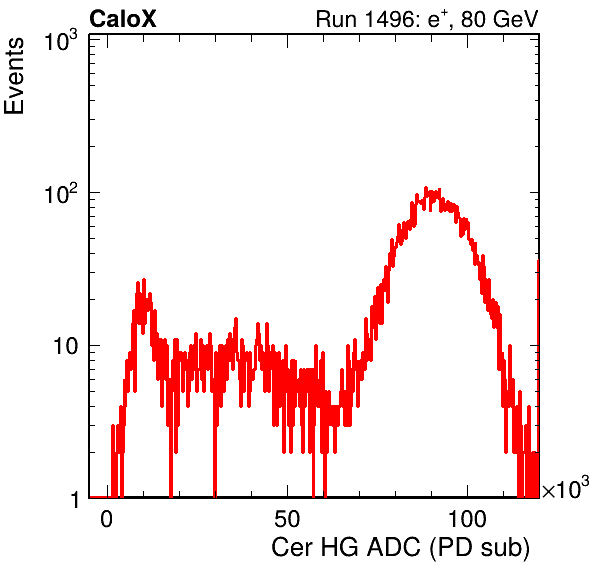 CaloX Run 1496: e⁺, 80 GeV
Events
10³
10²
10
1
0 50 100 ×10³
Cer HG ADC (PD sub)